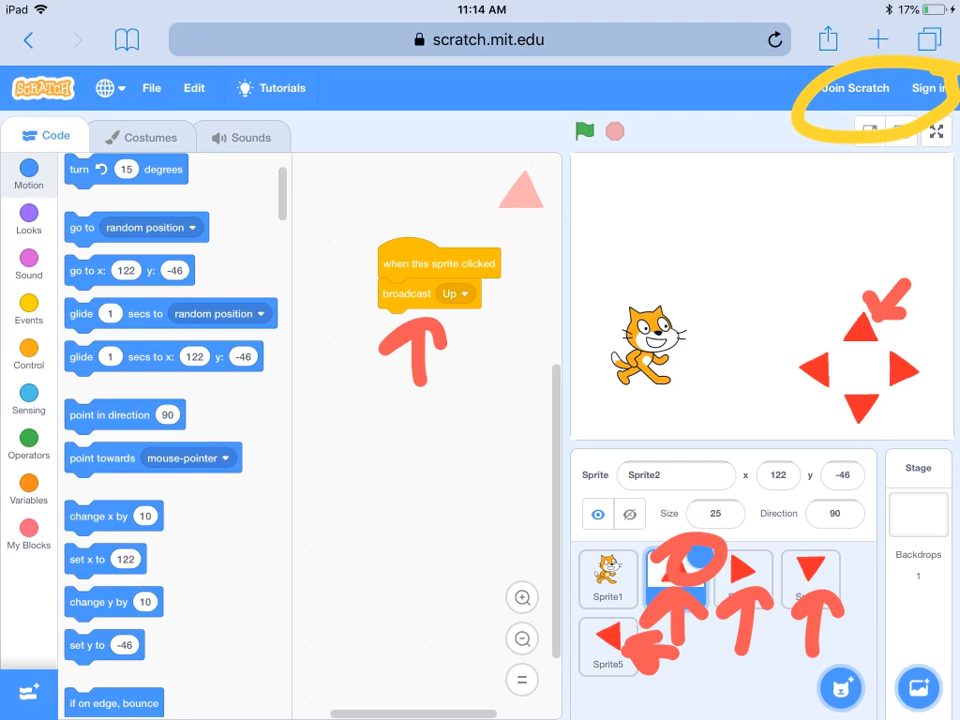 iPad 11:14 AM 17%
scratch.mit.edu
SCRATCH File Edit Tutorials Join Scratch Sign in
Code Costumes Sounds
Motion
Looks
Sound
Events
Control
Sensing
Operators
Variables
My Blocks
turn 15 degrees
go to random position
go to x: 122 y: -46
glide 1 secs to random position
glide 1 secs to x: 122 y: -46
point in direction 90
point towards mouse-pointer
change x by 10
set x to 122
change y by 10
set y to -46
if on edge, bounce
when this sprite clicked
broadcast Up
Sprite Sprite2 x 122 y -46
Size 25 Direction 90
Sprite1
Sprite5
Stage
Backdrops
1